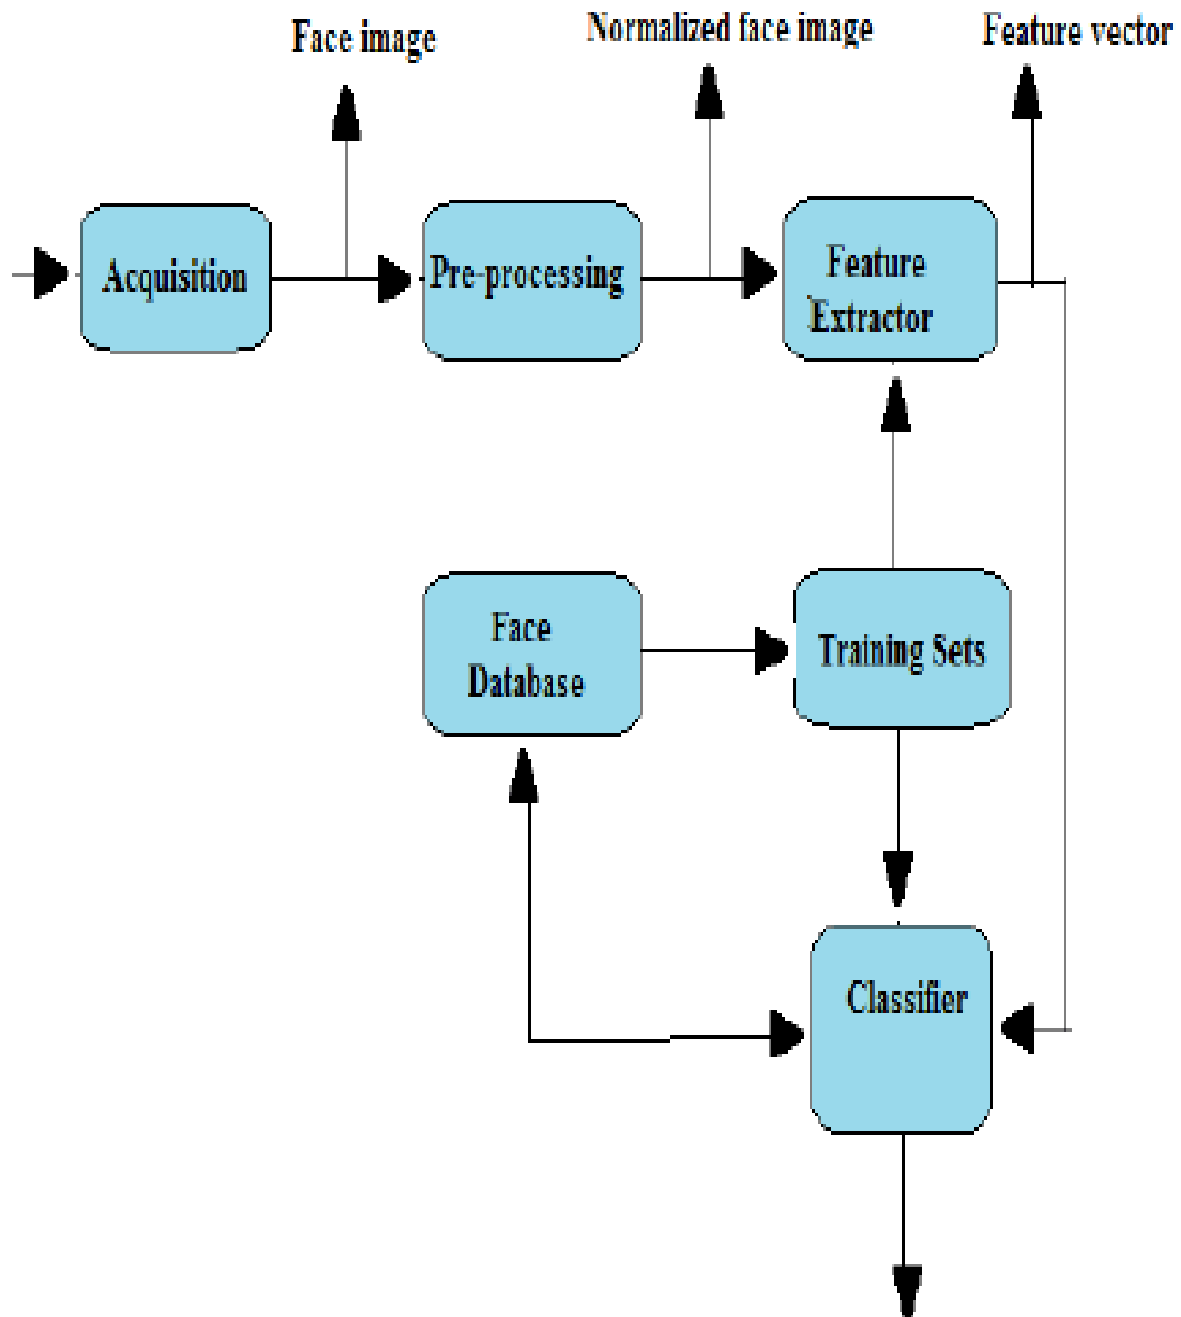 Face image
Normalized face image
Feature vector
Acquisition
Pre-processing
Feature
Extractor
Face
Database
Training Sets
Classifier